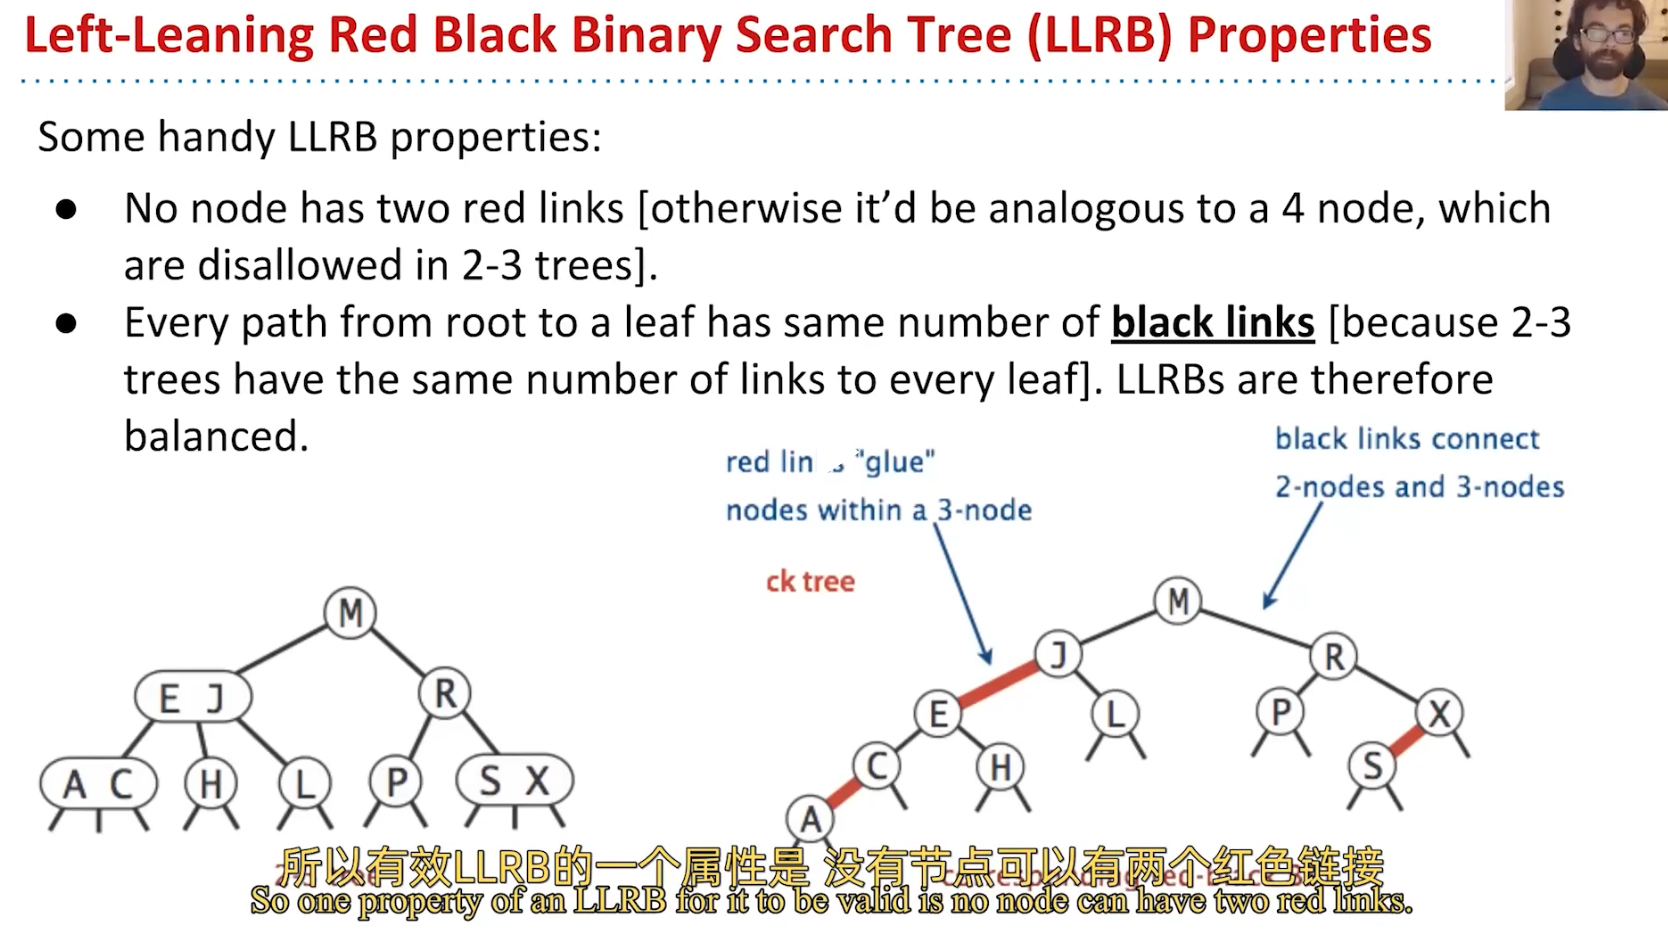 Left-Leaning Red Black Binary Search Tree (LLRB) Properties
Some handy LLRB properties:
● No node has two red links [otherwise it’d be analogous to a 4 node, which
are disallowed in 2-3 trees].
● Every path from root to a leaf has same number of black links [because 2-3
trees have the same number of links to every leaf]. LLRBs are therefore
balanced.
red lin "glue"
nodes within a 3-node
black links connect
2-nodes and 3-nodes
ck tree
M
E J
R
A C
H
L
P
S X
M
J
R
E
L
P
X
C
H
S
A
所以有效LLRB的一个属性是 没有节点可以有两个红色链接
So one property of an LLRB for it to be valid is no node can have two red links.